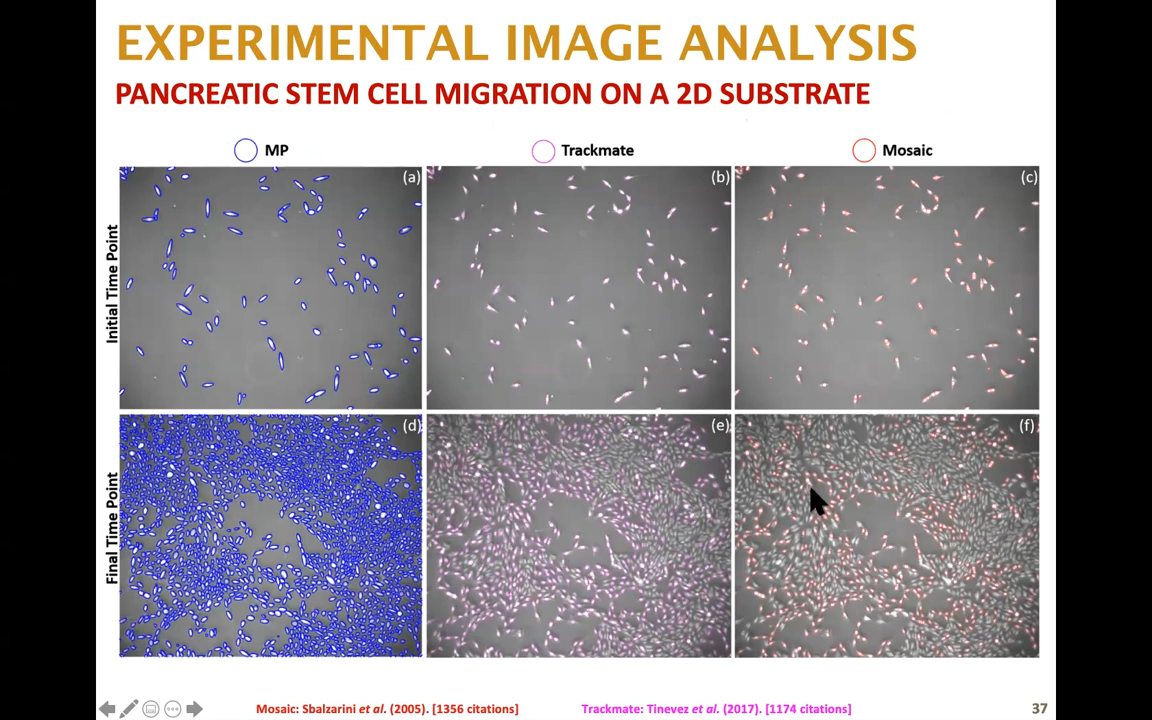 EXPERIMENTAL IMAGE ANALYSIS
PANCREATIC STEM CELL MIGRATION ON A 2D SUBSTRATE
MP
Trackmate
Mosaic
Initial Time Point
(a)
(b)
(c)
Final Time Point
(d)
(e)
(f)
Mosaic: Sbalzarini et al. (2005). [1356 citations]
Trackmate: Tinevez et al. (2017). [1174 citations]
37